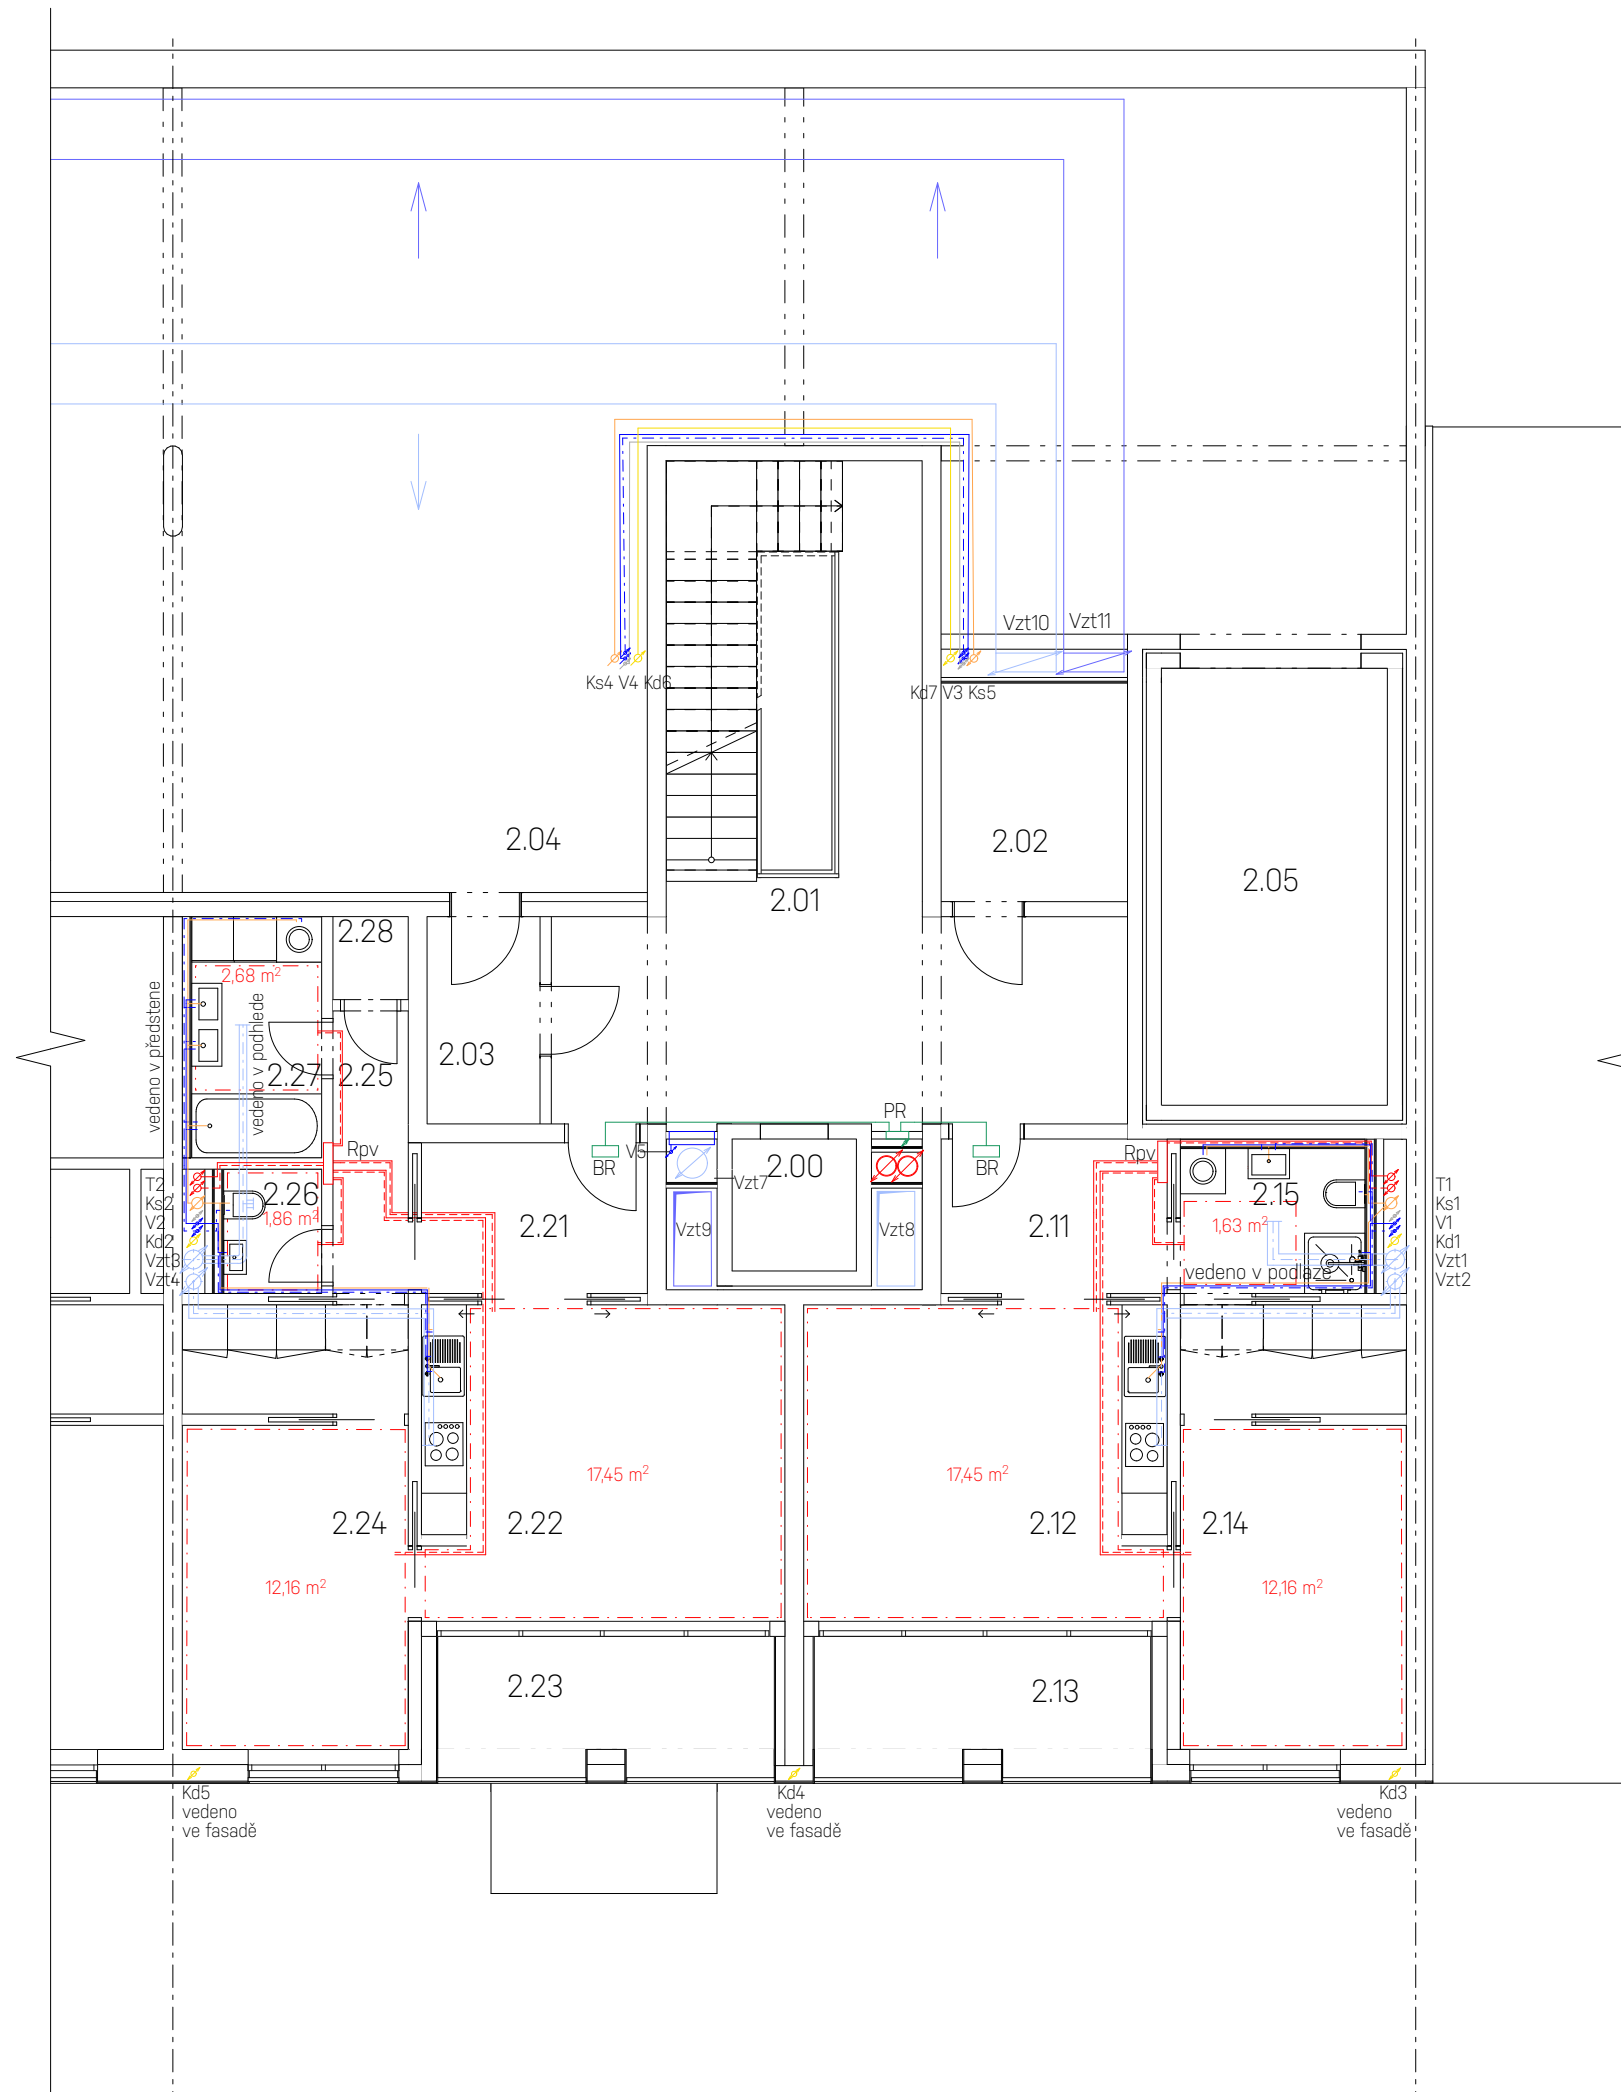 Vzt10 Vzt11
Ks4 V4 Kd6
Kd7 V3 Ks5
2.04
2.02
2.05
2.01
2.28
2,68 m²
vedeno v předstene
vedeno v podhlede
2.03
2.27
2.25
PR
Rpv
V5
BR
2.00
BR
Rpv
Vzt7
T2
Ks2
V2
Kd2
Vzt3
Vzt4
2.26
1,86 m²
2.21
Vzt9
Vzt8
2.11
2.15
1,63 m²
vedeno v podlaze
T1
Ks1
V1
Kd1
Vzt1
Vzt2
17,45 m²
17,45 m²
2.24
2.22
2.12
2.14
12,16 m²
12,16 m²
2.23
2.13
Kd5
vedeno
ve fasadě
Kd4
vedeno
ve fasadě
Kd3
vedeno
ve fasadě